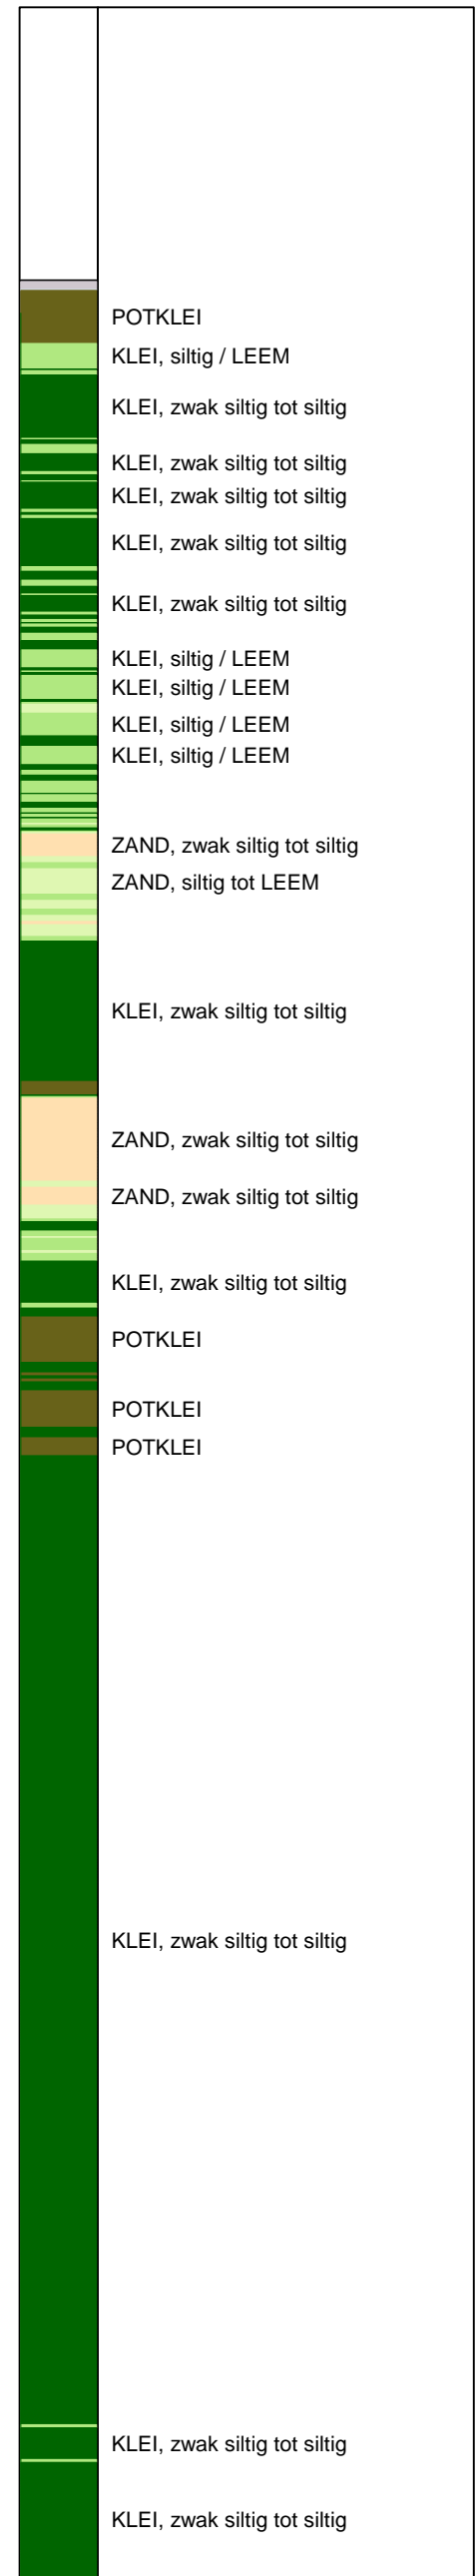 POTKLEI
KLEI, siltig / LEEM
KLEI, zwak siltig tot siltig
KLEI, zwak siltig tot siltig
KLEI, zwak siltig tot siltig
KLEI, zwak siltig tot siltig
KLEI, zwak siltig tot siltig
KLEI, siltig / LEEM
KLEI, siltig / LEEM
KLEI, siltig / LEEM
KLEI, siltig / LEEM
ZAND, zwak siltig tot siltig
ZAND, siltig tot LEEM
KLEI, zwak siltig tot siltig
ZAND, zwak siltig tot siltig
ZAND, zwak siltig tot siltig
KLEI, zwak siltig tot siltig
POTKLEI
POTKLEI
POTKLEI
KLEI, zwak siltig tot siltig
KLEI, zwak siltig tot siltig
KLEI, zwak siltig tot siltig